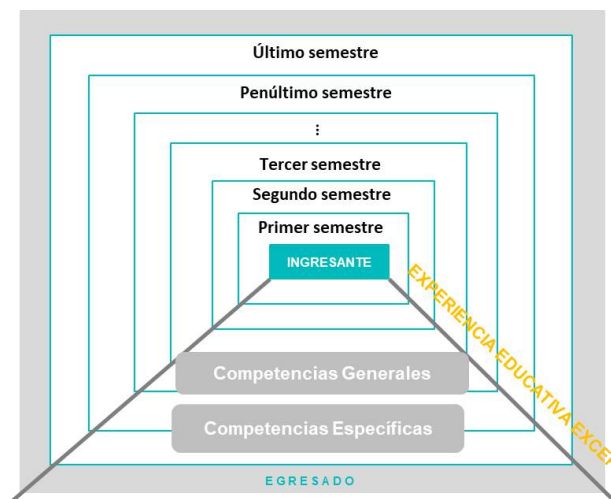 Último semestre
Penúltimo semestre
...
Tercer semestre
Segundo semestre
Primer semestre
INGRESANTE
EXPERIENCIA EDUCATIVA
Competencias Generales
Competencias Específicas
EGRESADO